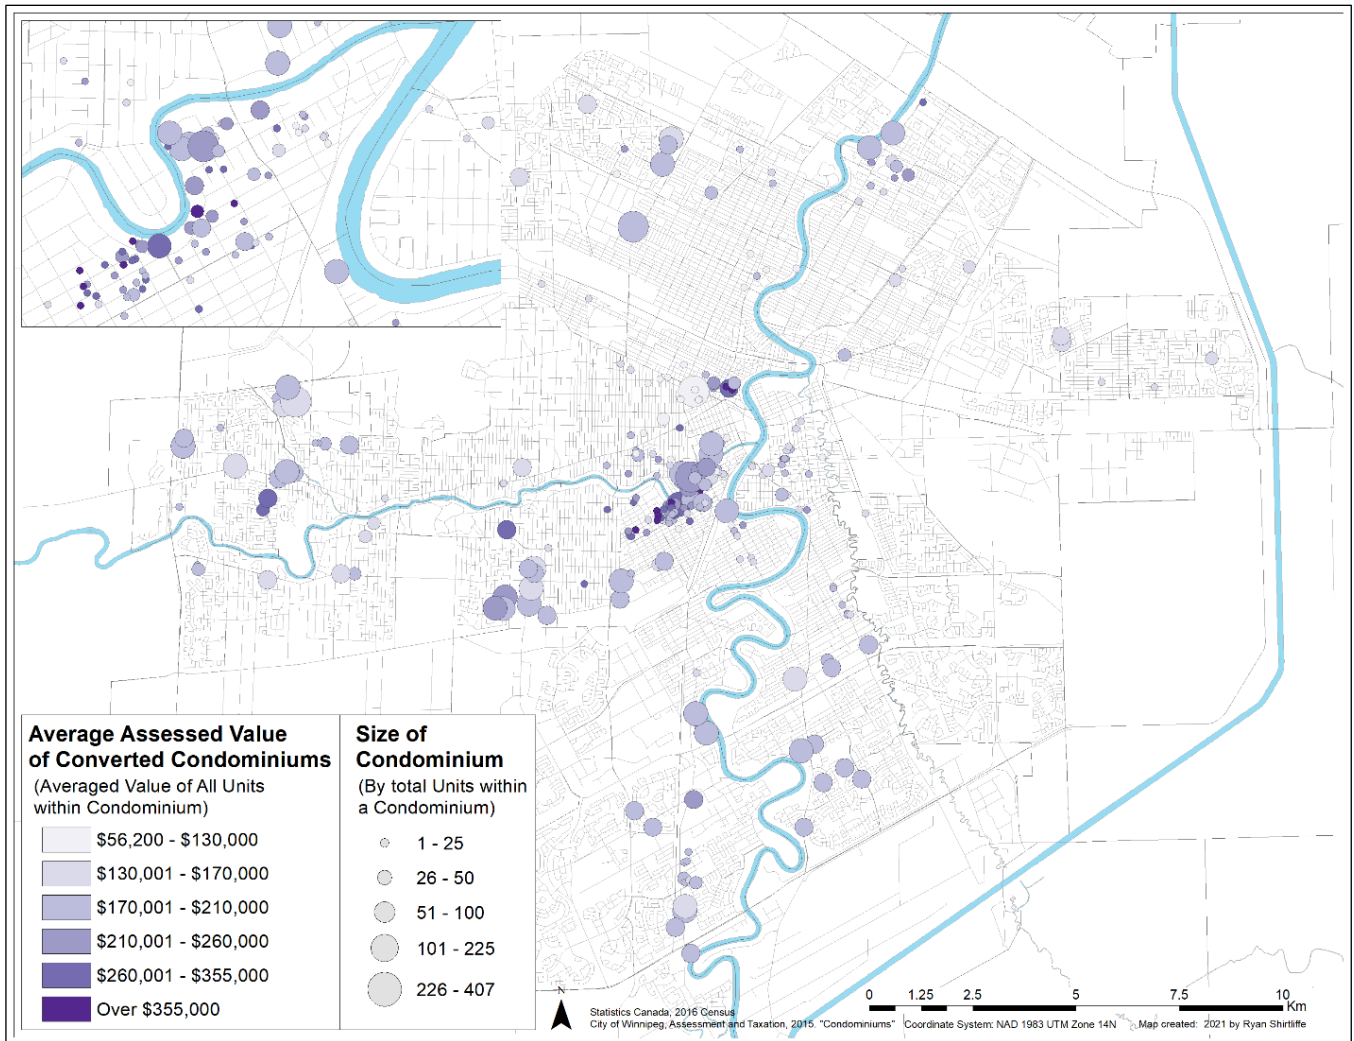 Average Assessed Value
of Converted Condominiums
(Averaged Value of All Units
within Condominium)
$56,200 - $130,000
$130,001 - $170,000
$170,001 - $210,000
$210,001 - $260,000
$260,001 - $355,000
Over $355,000
Size of
Condominium
(By total Units within
a Condominium)
1 - 25
26 - 50
51 - 100
101 - 225
226 - 407
N
0 1.25 2.5 5 7.5 10
Km
Statistics Canada, 2016 Census
City of Winnipeg, Assessment and Taxation, 2015. "Condominiums" Coordinate System: NAD 1983 UTM Zone 14N Map created: 2021 by Ryan Shirtliffe